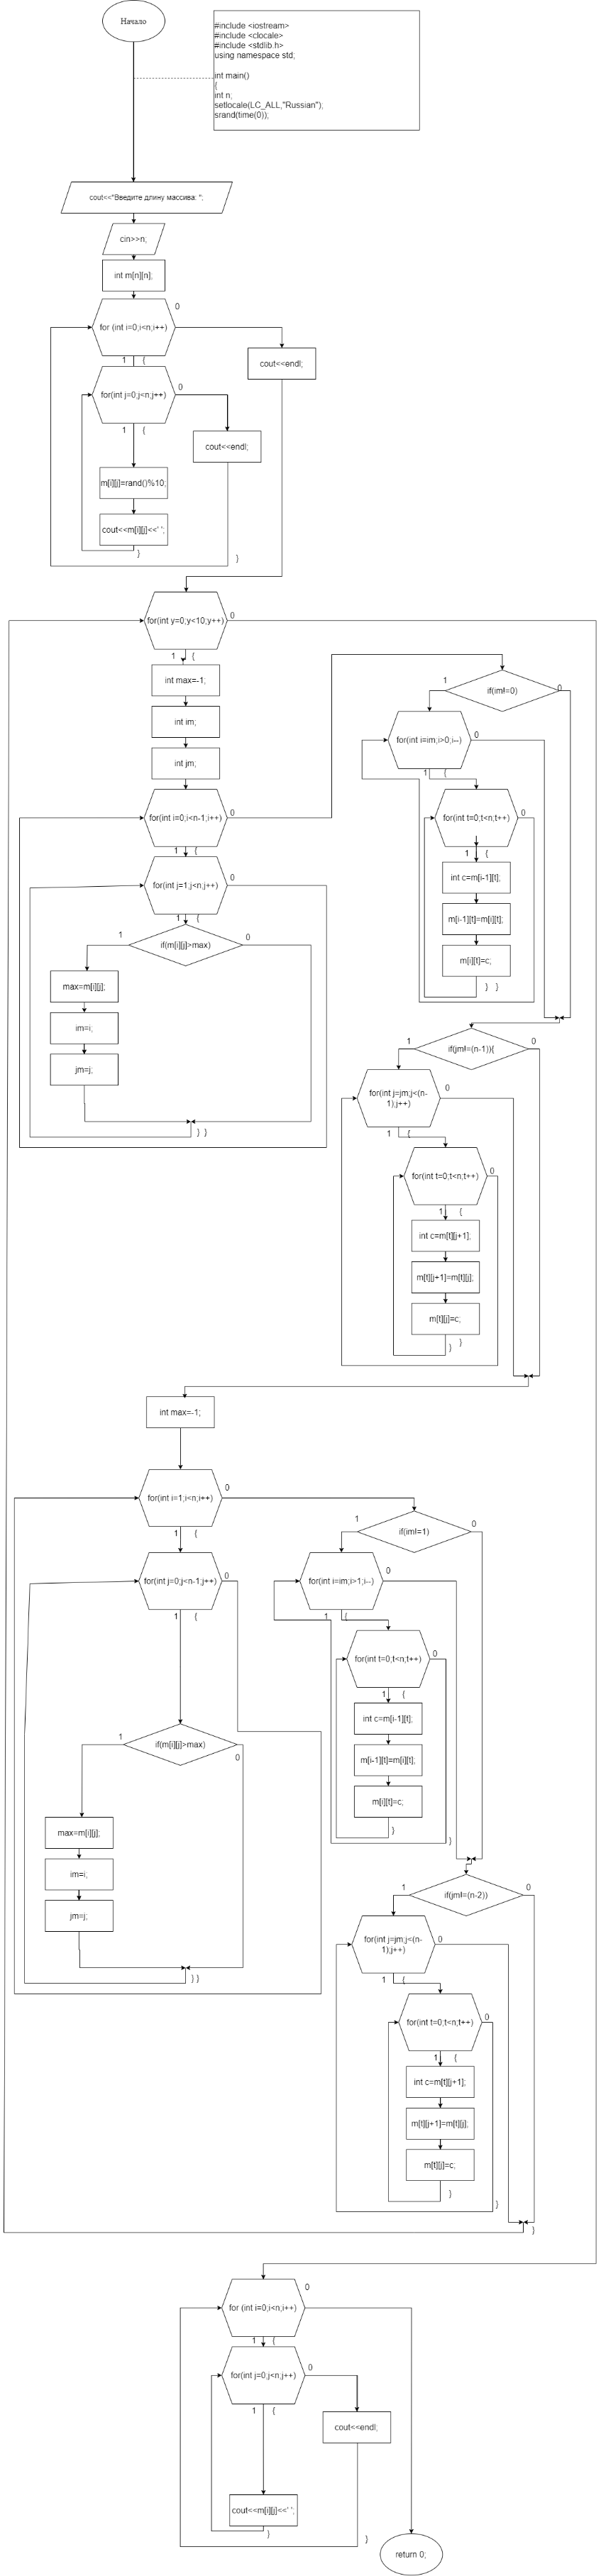 Начало
#include <iostream>
#include <clocale>
#include <stdlib.h>
using namespace std;
int main()
{
int n;
setlocale(LC_ALL,"Russian");
srand(time(0));
cout<<"Введите длину массива: ";
cin>>n;
int m[n][n];
0
for (int i=0;i<n;i++)
1 {
cout<<endl;
for(int j=0;j<n;j++)
0
1 {
cout<<endl;
m[i][j]=rand()%10;
cout<<m[i][j]<<' ';
}
}
for(int y=0;y<10;y++)
0
1 {
int max=-1;
int im;
int jm;
for(int i=0;i<n-1;i++)
0
1 {
for(int j=1;j<n;j++)
0
1 {
if(m[i][j]>max)
1
0
max=m[i][j];
im=i;
jm=j;
} }
if(im!=0)
1
0
for(int i=im;i>0;i--)
0
1 {
for(int t=0;t<n;t++)
0
1 {
int c=m[i-1][t];
m[i-1][t]=m[i][t];
m[i][t]=c;
} }
if(jm!=(n-1)){
1
0
for(int j=jm;j<(n-
1);j++)
0
1 {
for(int t=0;t<n;t++)
0
1 {
int c=m[t][j+1];
m[t][j+1]=m[t][j];
m[t][j]=c;
}
}
int max=-1;
for(int i=1;i<n;i++)
0
1 {
for(int j=0;j<n-1;j++)
0
1 {
if(m[i][j]>max)
1
0
max=m[i][j];
im=i;
jm=j;
} }
if(im!=1)
1
0
for(int i=im;i>1;i--)
0
1 {
for(int t=0;t<n;t++)
0
1 {
int c=m[i-1][t];
m[i-1][t]=m[i][t];
m[i][t]=c;
}
}
if(jm!=(n-2))
1
0
for(int j=jm;j<(n-
1);j++)
0
1 {
for(int t=0;t<n;t++)
0
1 {
int c=m[t][j+1];
m[t][j+1]=m[t][j];
m[t][j]=c;
}
}
}
for (int i=0;i<n;i++)
0
1 {
for(int j=0;j<n;j++)
0
1 {
cout<<endl;
cout<<m[i][j]<<' ';
}
}
return 0;